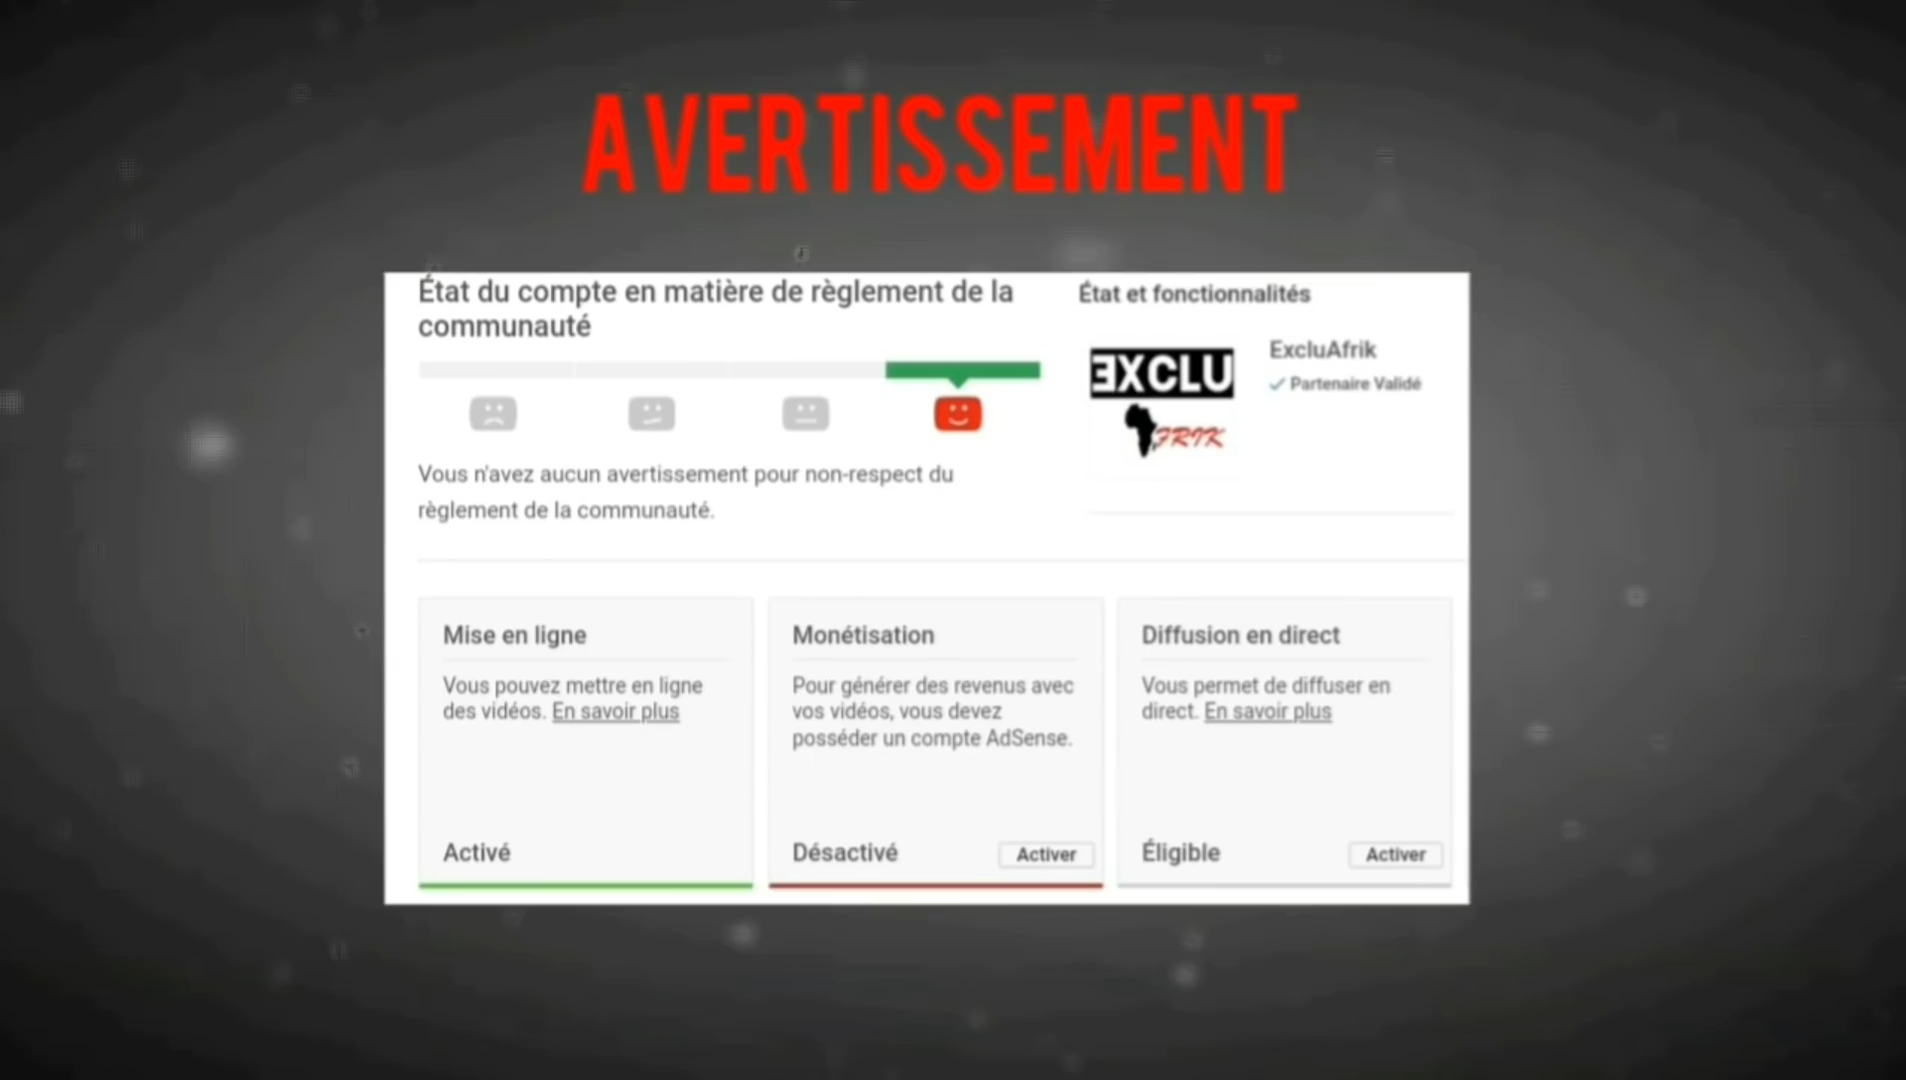 AVERTISSEMENT
État du compte en matière de règlement de la
communauté
Vous n'avez aucun avertissement pour non-respect du
règlement de la communauté.
État et fonctionnalités
EXCLU
FRIK
ExcluAfrik
Partenaire Validé
Mise en ligne
Vous pouvez mettre en ligne
des vidéos. En savoir plus
Activé
Monétisation
Pour générer des revenus avec
vos vidéos, vous devez
posséder un compte AdSense.
Désactivé
Activer
Diffusion en direct
Vous permet de diffuser en
direct. En savoir plus
Éligible
Activer